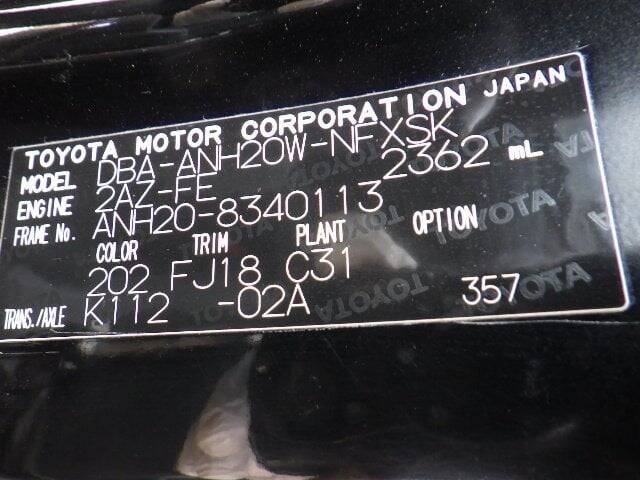 TOYOTA MOTOR CORPORATION JAPAN
MODEL DBA-ANH20W-NFXSK
ENGINE 2AZ-FE 2362 mL
FRAME No. ANH20-8340113
COLOR TRIM PLANT OPTION
202 FJ18 C31
TRANS./AXLE K112 -02A 357